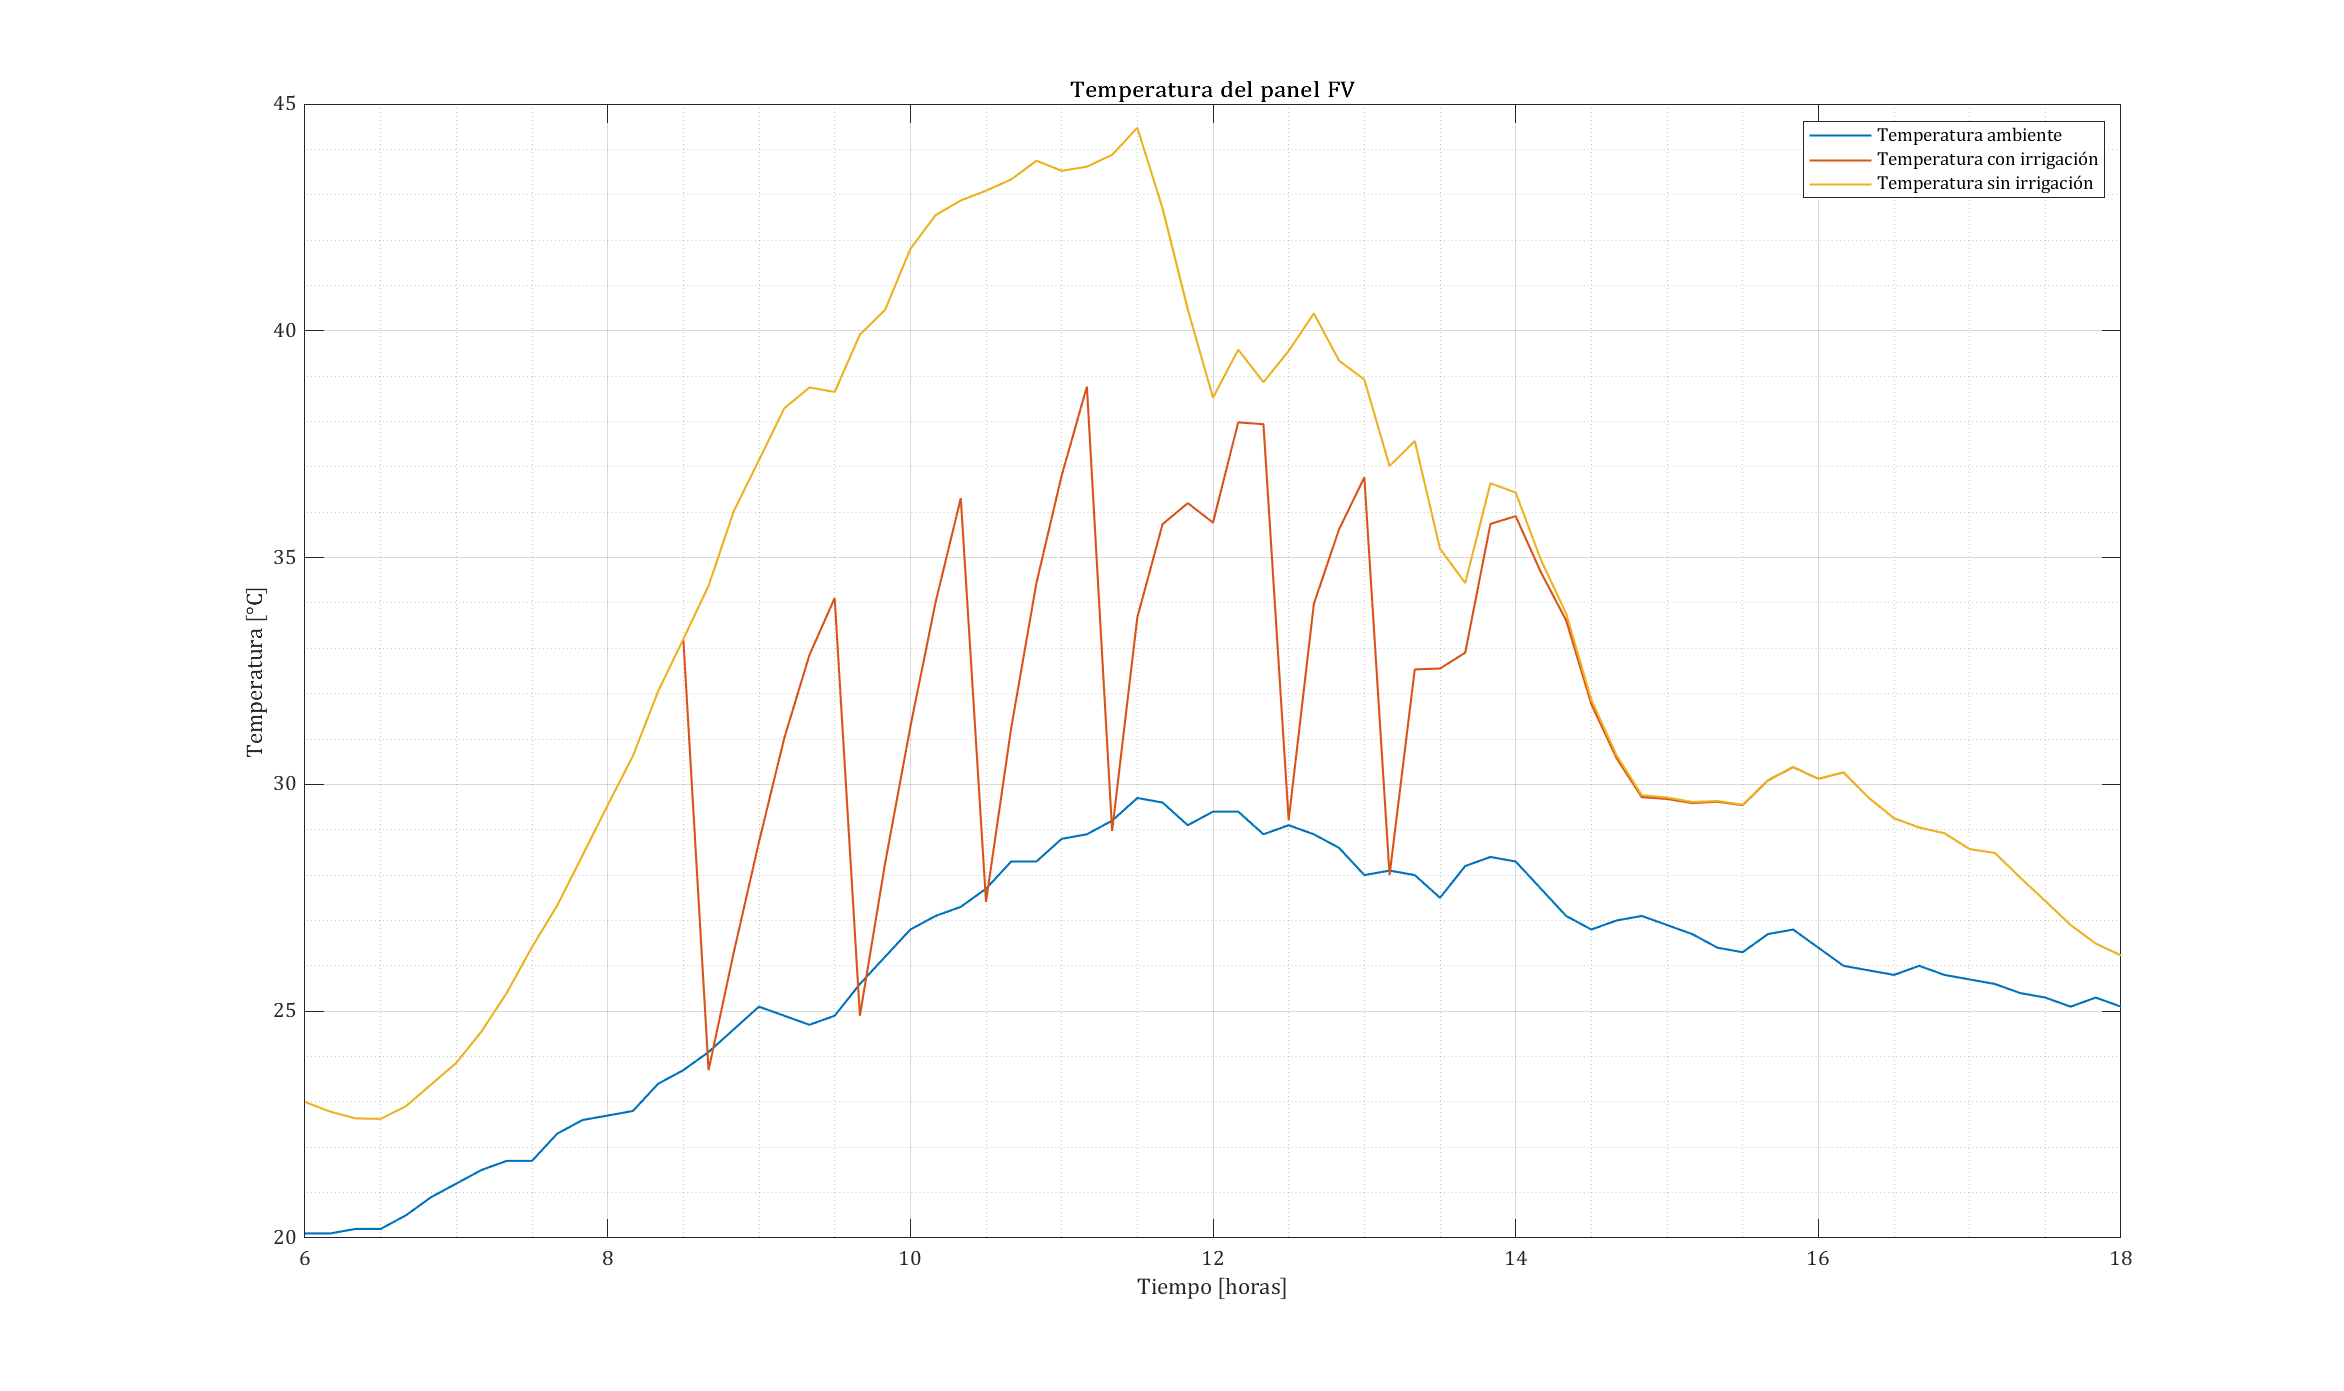 Temperatura del panel FV
45
40
35
30
25
20
Temperatura [°C]
Temperatura ambiente
Temperatura con irrigación
Temperatura sin irrigación
6 8 10 12 14 16 18
Tiempo [horas]